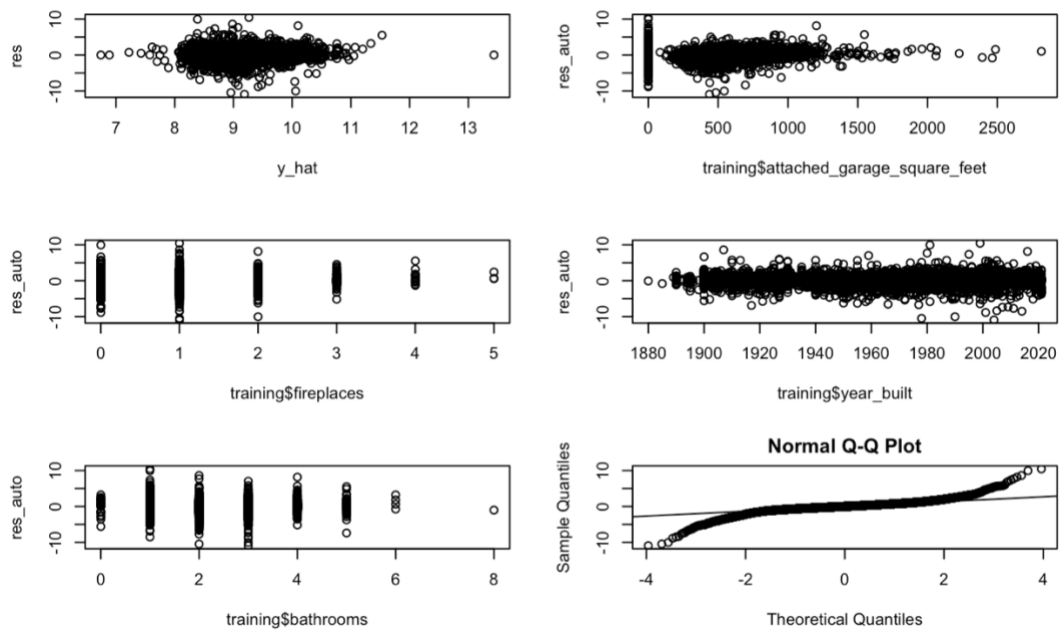 res
-10 0 10
7 8 9 10 11 12 13
y_hat
res_auto
-10 0 10
0 500 1000 1500 2000 2500
training$attached_garage_square_feet
res_auto
-10 0 10
0 1 2 3 4 5
training$fireplaces
res_auto
-10 0 10
1880 1900 1920 1940 1960 1980 2000 2020
training$year_built
res_auto
-10 0 10
0 2 4 6 8
training$bathrooms
Normal Q-Q Plot
Sample Quantiles
-10 0 10
-4 -2 0 2 4
Theoretical Quantiles